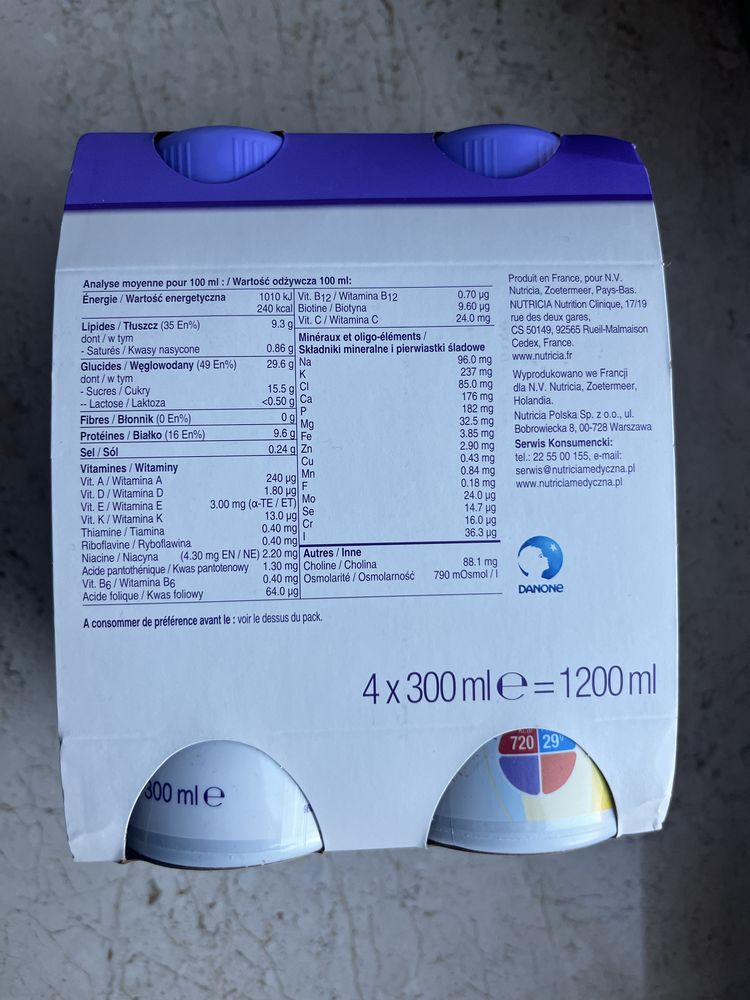 Analyse moyenne pour 100 ml : / Wartość odżywcza 100 ml:
Énergie / Wartość energetyczna 1010 kJ
240 kcal
Lipides / Tłuszcz (35 En%) 9.3 g
dont / w tym
- Saturés / Kwasy nasycone 0.86 g
Glucides / Węglowodany (49 En%) 29.6 g
dont / w tym
- Sucres / Cukry 15.5 g
-- Lactose / Laktoza <0.50 g
Fibres / Błonnik (0 En%) 0 g
Protéines / Białko (16 En%) 9.6 g
Sel / Sól 0.24 g
Vitamines / Witaminy
Vit. A / Witamina A 240 µg
Vit. D / Witamina D 1.80 µg
Vit. E / Witamina E 3.00 mg (α-TE / ET)
Vit. K / Witamina K 13.0 µg
Thiamine / Tiamina 0.40 mg
Riboflavine / Ryboflawina 0.40 mg
Niacine / Niacyna (4.30 mg EN / NE) 2.20 mg
Acide pantothénique / Kwas pantotenowy 1.30 mg
Vit. B6 / Witamina B6 0.40 mg
Acide folique / Kwas foliowy 64.0 µg
Vit. B12 / Witamina B12 0.70 µg
Biotine / Biotyna 9.60 µg
Vit. C / Witamina C 24.0 mg
Minéraux et oligo-éléments /
Składniki mineralne i pierwiastki śladowe
Na 96.0 mg
K 237 mg
Cl 85.0 mg
Ca 176 mg
P 182 mg
Mg 32.5 mg
Fe 3.85 mg
Zn 2.90 mg
Cu 0.43 mg
Mn 0.84 mg
F 0.18 mg
Mo 24.0 µg
Se 14.7 µg
Cr 16.0 µg
I 36.3 µg
Autres / Inne
Choline / Cholina 88.1 mg
Osmolarité / Osmolarność 790 mOsmol / l
A consommer de préférence avant le : voir le dessus du pack.
Produit en France, pour N.V.
Nutricia, Zoetermeer, Pays-Bas.
NUTRICIA Nutrition Clinique, 17/19
rue des deux gares,
CS 50149, 92565 Rueil-Malmaison
Cedex, France.
www.nutricia.fr
Wyprodukowano we Francji
dla N.V. Nutricia, Zoetermeer,
Holandia.
Nutricia Polska Sp. z o.o., ul.
Bobrowiecka 8, 00-728 Warszawa
Serwis Konsumencki:
tel.: 22 55 00 155, e-mail:
serwis@nutriciamedyczna.pl
www.nutriciamedyczna.pl
DANONE
4 x 300 ml ℮ = 1200 ml
300 ml ℮
720 29